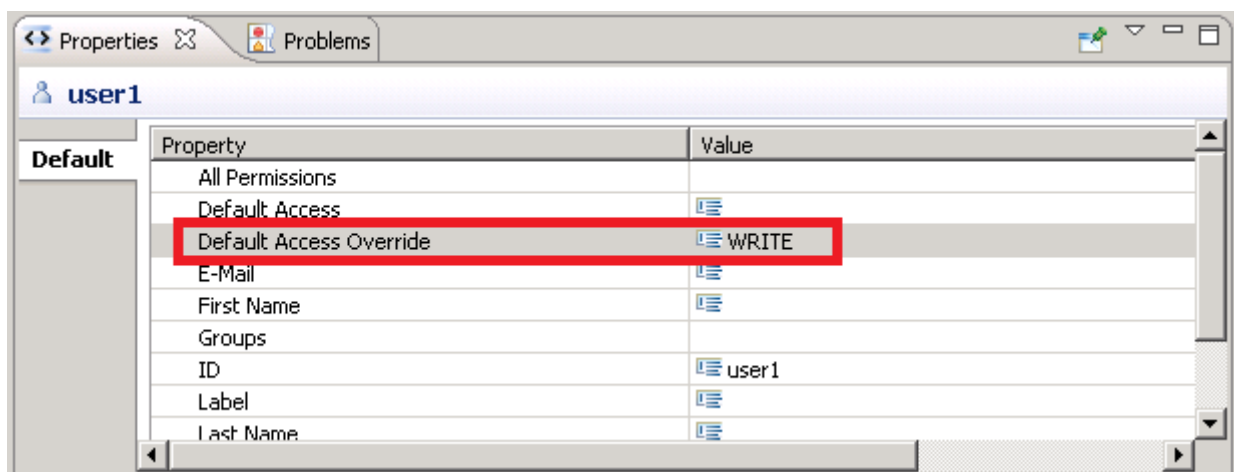 Properties Problems
user1
Default
Property Value
All Permissions
Default Access
Default Access Override WRITE
E-Mail
First Name
Groups
ID user1
Label
Last Name